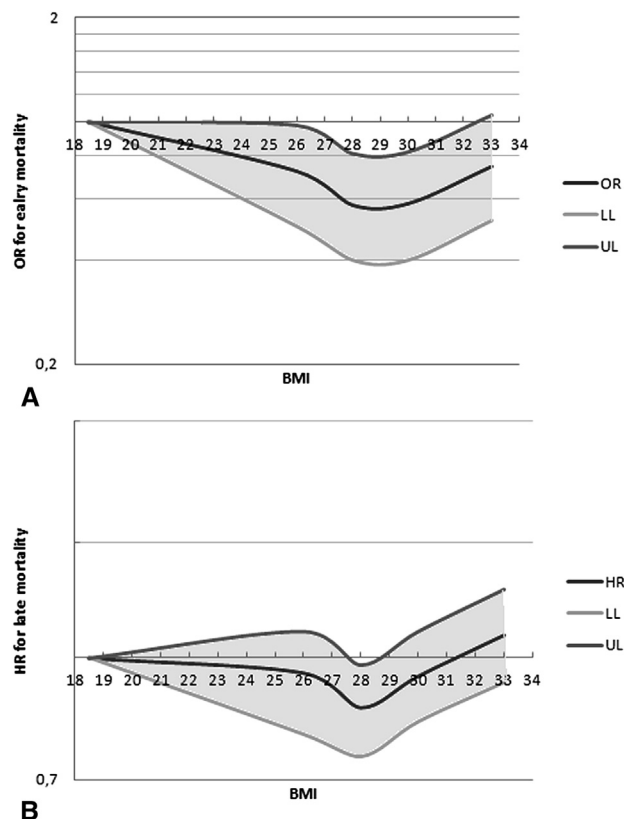 2
OR for ealry mortality
18 19 20 21 22 23 24 25 26 27 28 29 30 31 32 33 34
OR
LL
UL
0,2
BMI
A
HR for late mortality
18 19 20 21 22 23 24 25 26 27 28 29 30 31 32 33 34
HR
LL
UL
0,7
BMI
B